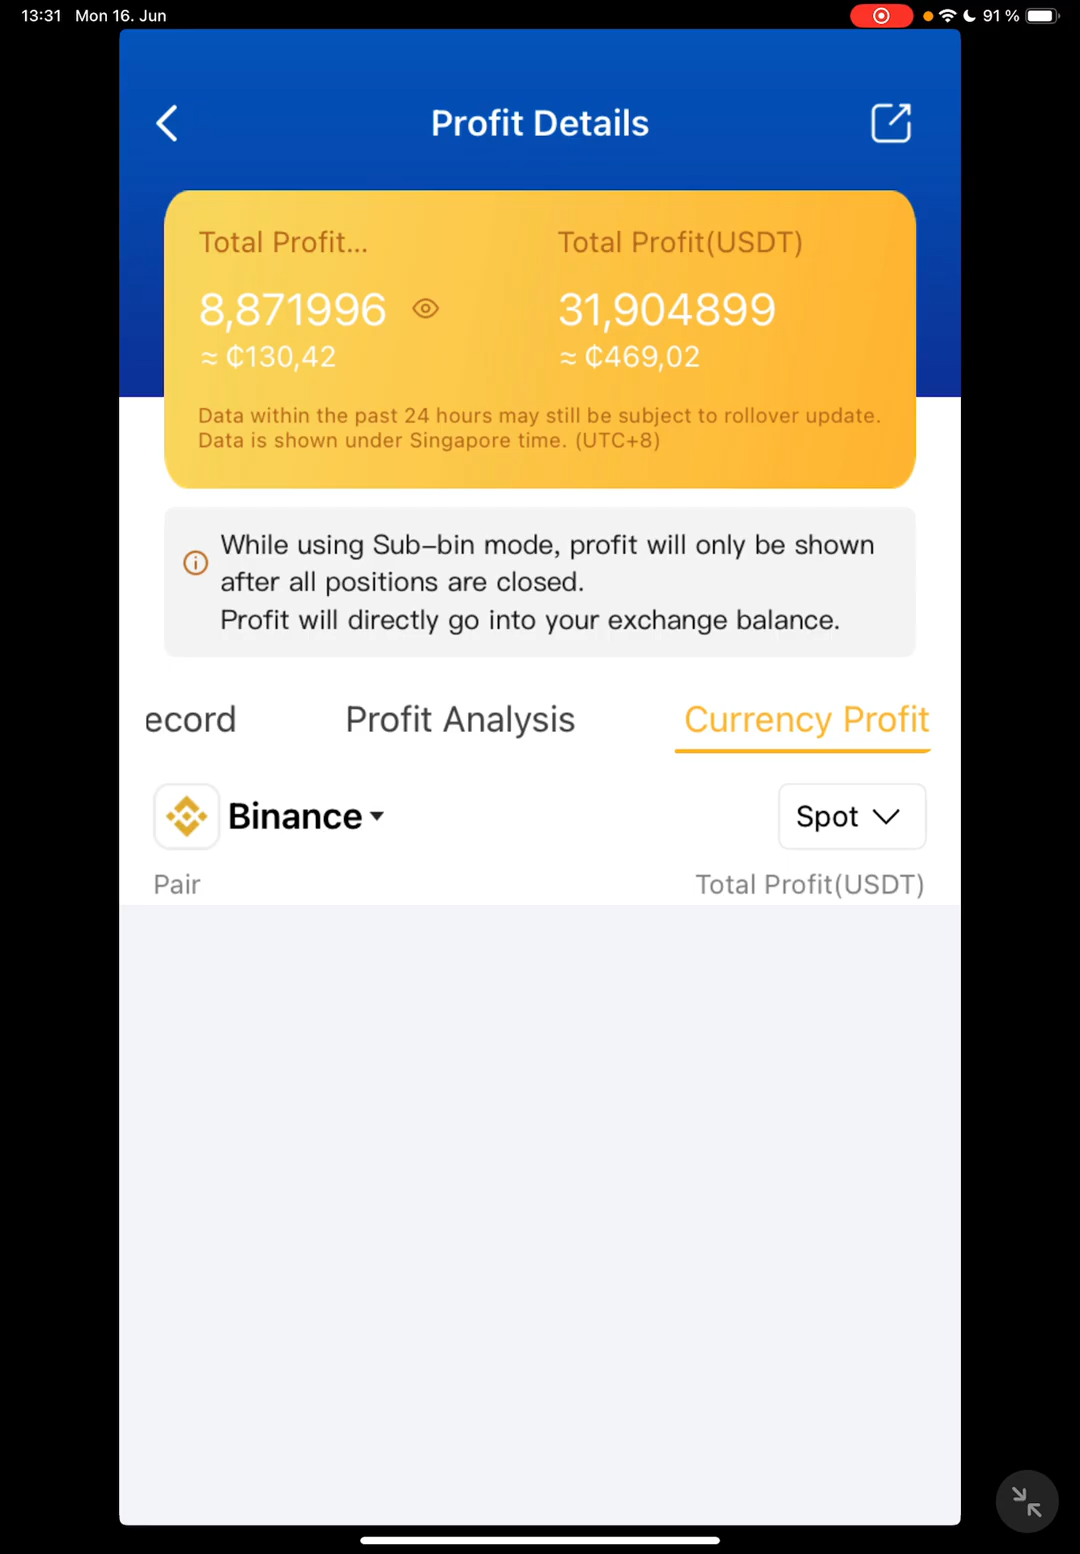 13:31 Mon 16. Jun 91 %
Profit Details
Total Profit... Total Profit(USDT)
8,871996 31,904899
≈ ₵130,42 ≈ ₵469,02
Data within the past 24 hours may still be subject to rollover update.
Data is shown under Singapore time. (UTC+8)
While using Sub-bin mode, profit will only be shown
after all positions are closed.
Profit will directly go into your exchange balance.
ecord Profit Analysis Currency Profit
Binance Spot
Pair Total Profit(USDT)